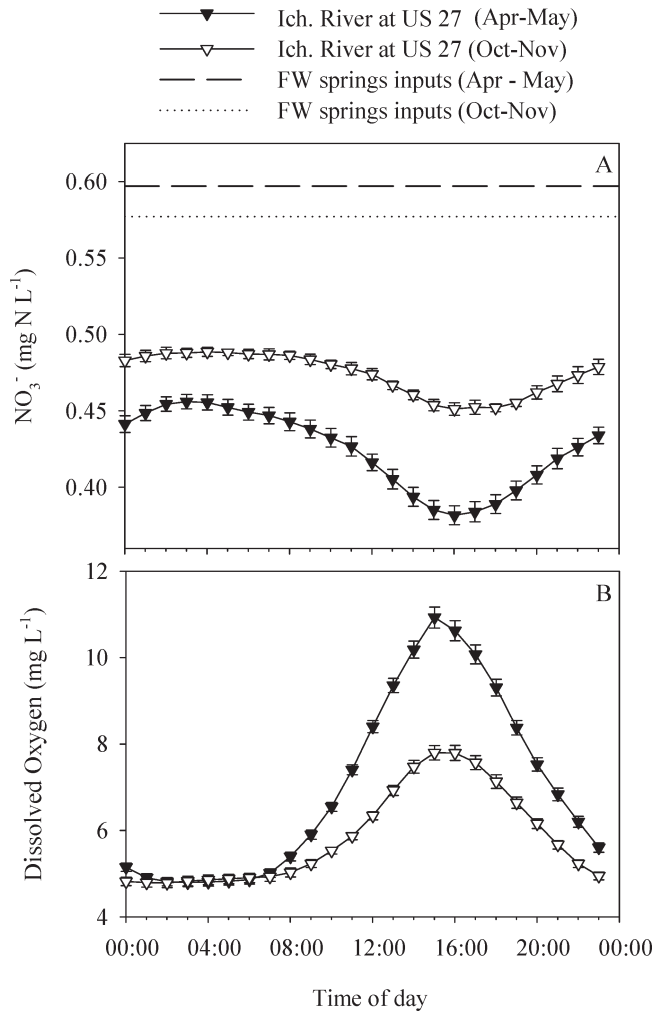 Ich. River at US 27 (Apr-May)
Ich. River at US 27 (Oct-Nov)
FW springs inputs (Apr - May)
FW springs inputs (Oct-Nov)
A
0.60
0.55
0.50
0.45
0.40
NO₃⁻ (mg N L⁻¹)
B
12
10
8
6
4
Dissolved Oxygen (mg L⁻¹)
00:00 04:00 08:00 12:00 16:00 20:00 00:00
Time of day